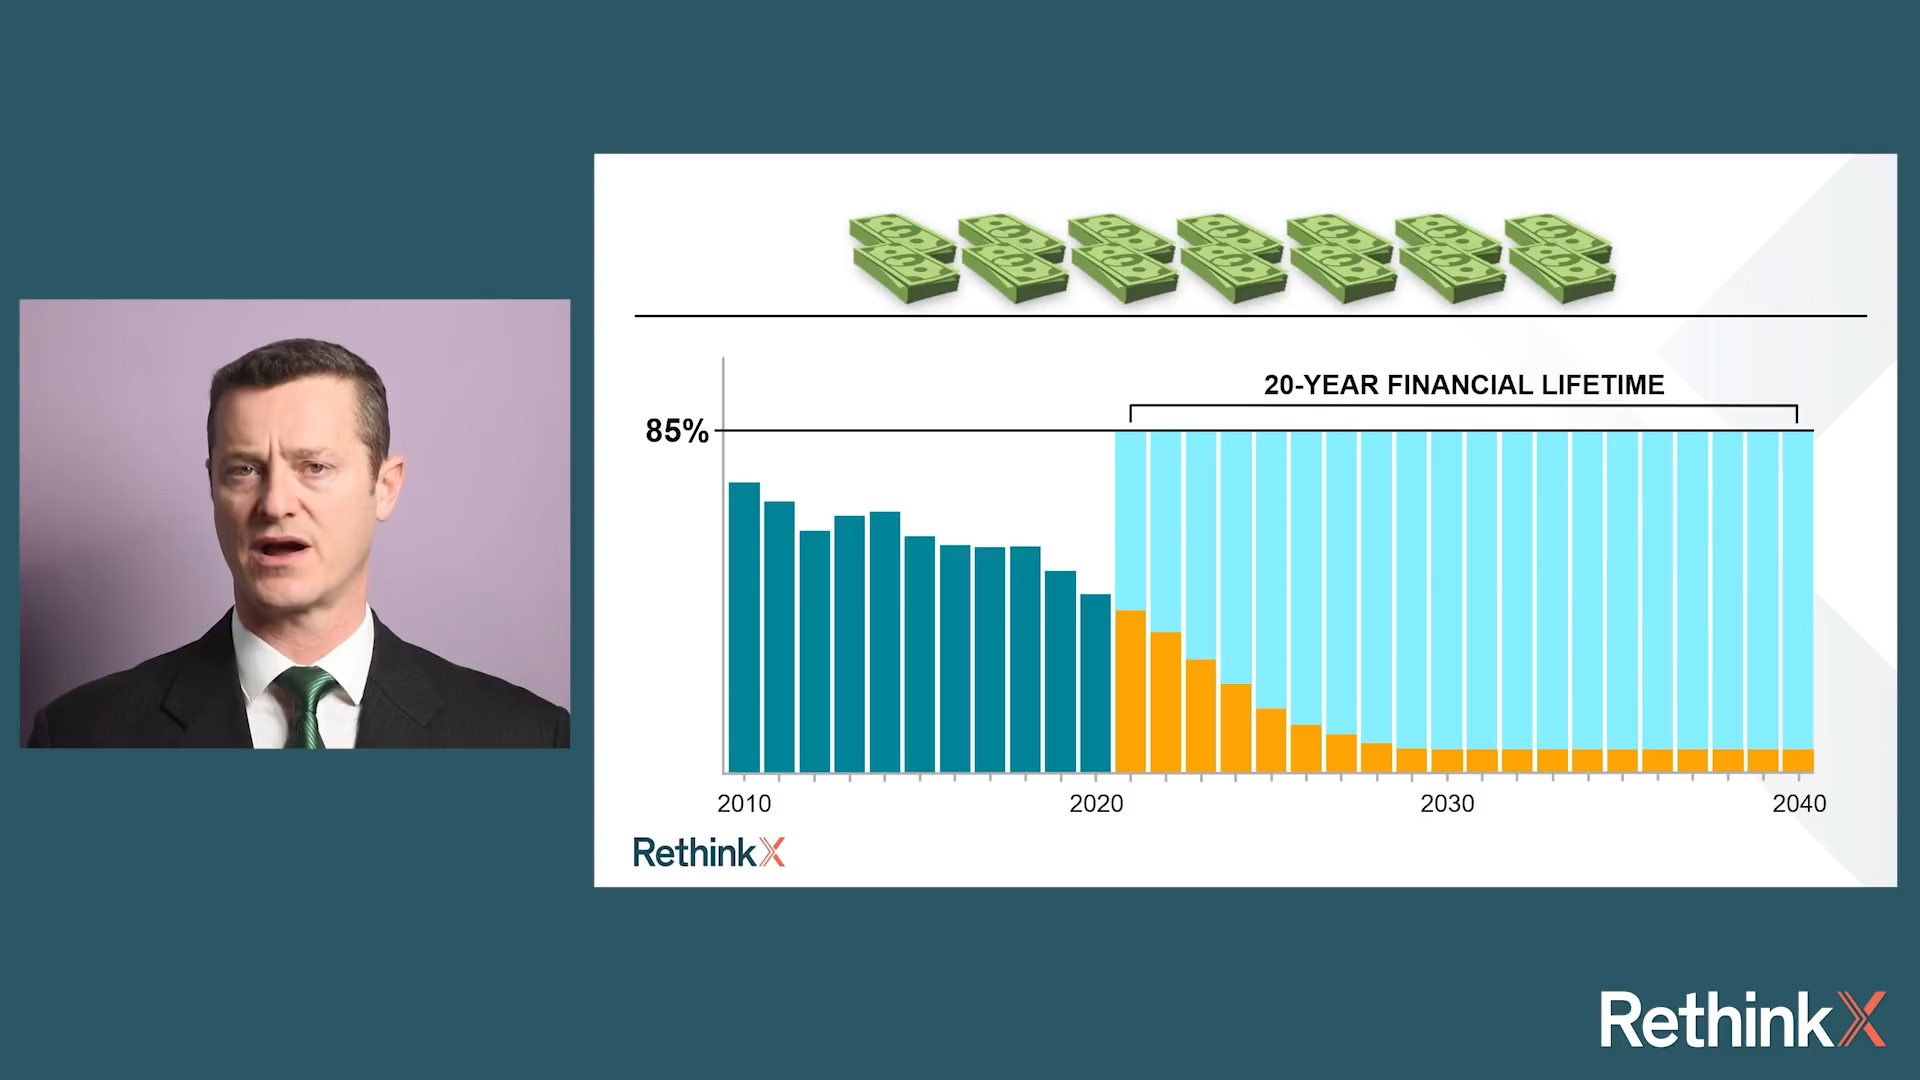 20-YEAR FINANCIAL LIFETIME
85%
2010 2020 2030 2040
RethinkX
RethinkX